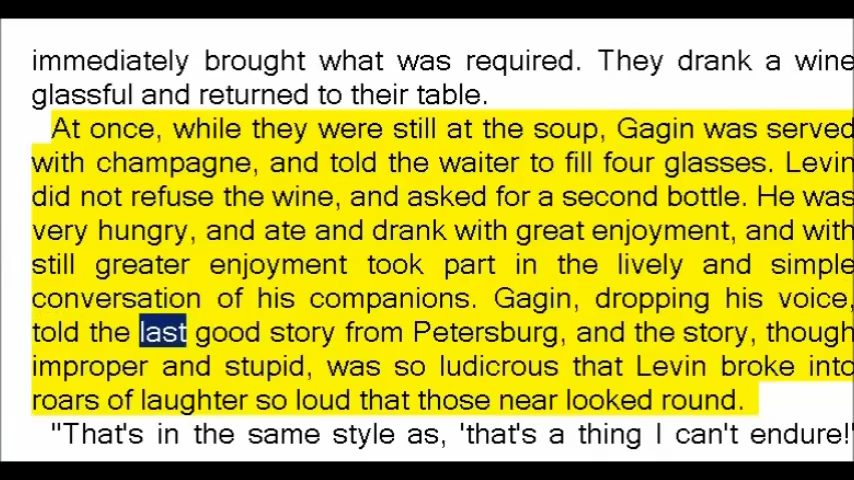 immediately brought what was required. They drank a wine
glassful and returned to their table.
At once, while they were still at the soup, Gagin was served
with champagne, and told the waiter to fill four glasses. Levin
did not refuse the wine, and asked for a second bottle. He was
very hungry, and ate and drank with great enjoyment, and with
still greater enjoyment took part in the lively and simple
conversation of his companions. Gagin, dropping his voice,
told the last good story from Petersburg, and the story, though
improper and stupid, was so ludicrous that Levin broke into
roars of laughter so loud that those near looked round.
"That's in the same style as, 'that's a thing I can't endure!'